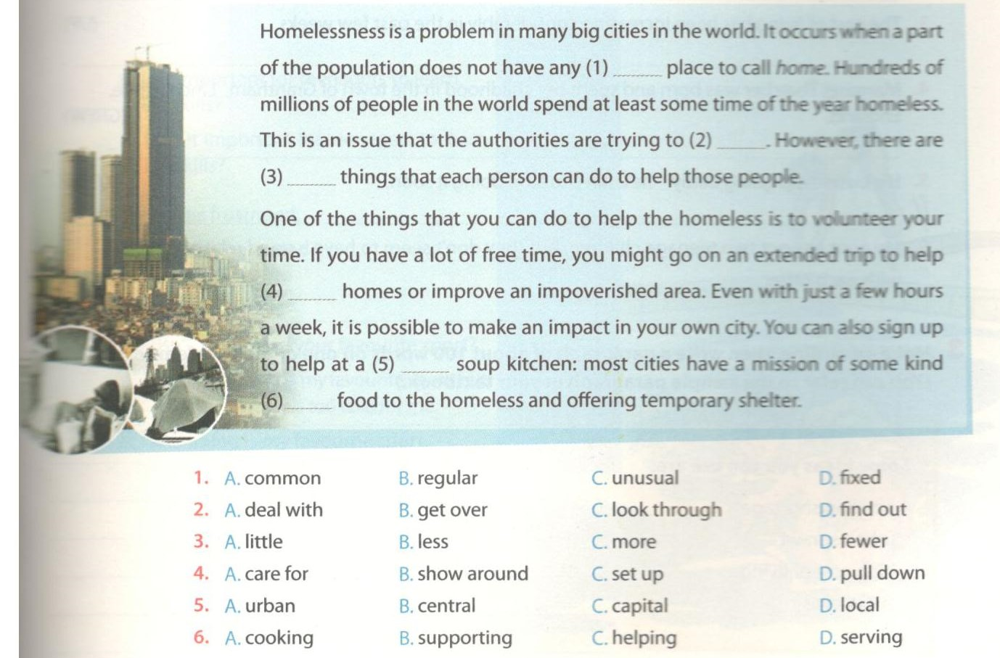 Homelessness is a problem in many big cities in the world. It occurs when a part
of the population does not have any (1) ______ place to call home. Hundreds of
millions of people in the world spend at least some time of the year homeless.
This is an issue that the authorities are trying to (2) ______. However, there are
(3) ______ things that each person can do to help those people.
One of the things that you can do to help the homeless is to volunteer your
time. If you have a lot of free time, you might go on an extended trip to help
(4) ______ homes or improve an impoverished area. Even with just a few hours
a week, it is possible to make an impact in your own city. You can also sign up
to help at a (5) ______ soup kitchen: most cities have a mission of some kind
(6) ______ food to the homeless and offering temporary shelter.
1. A. common B. regular C. unusual D. fixed
2. A. deal with B. get over C. look through D. find out
3. A. little B. less C. more D. fewer
4. A. care for B. show around C. set up D. pull down
5. A. urban B. central C. capital D. local
6. A. cooking B. supporting C. helping D. serving